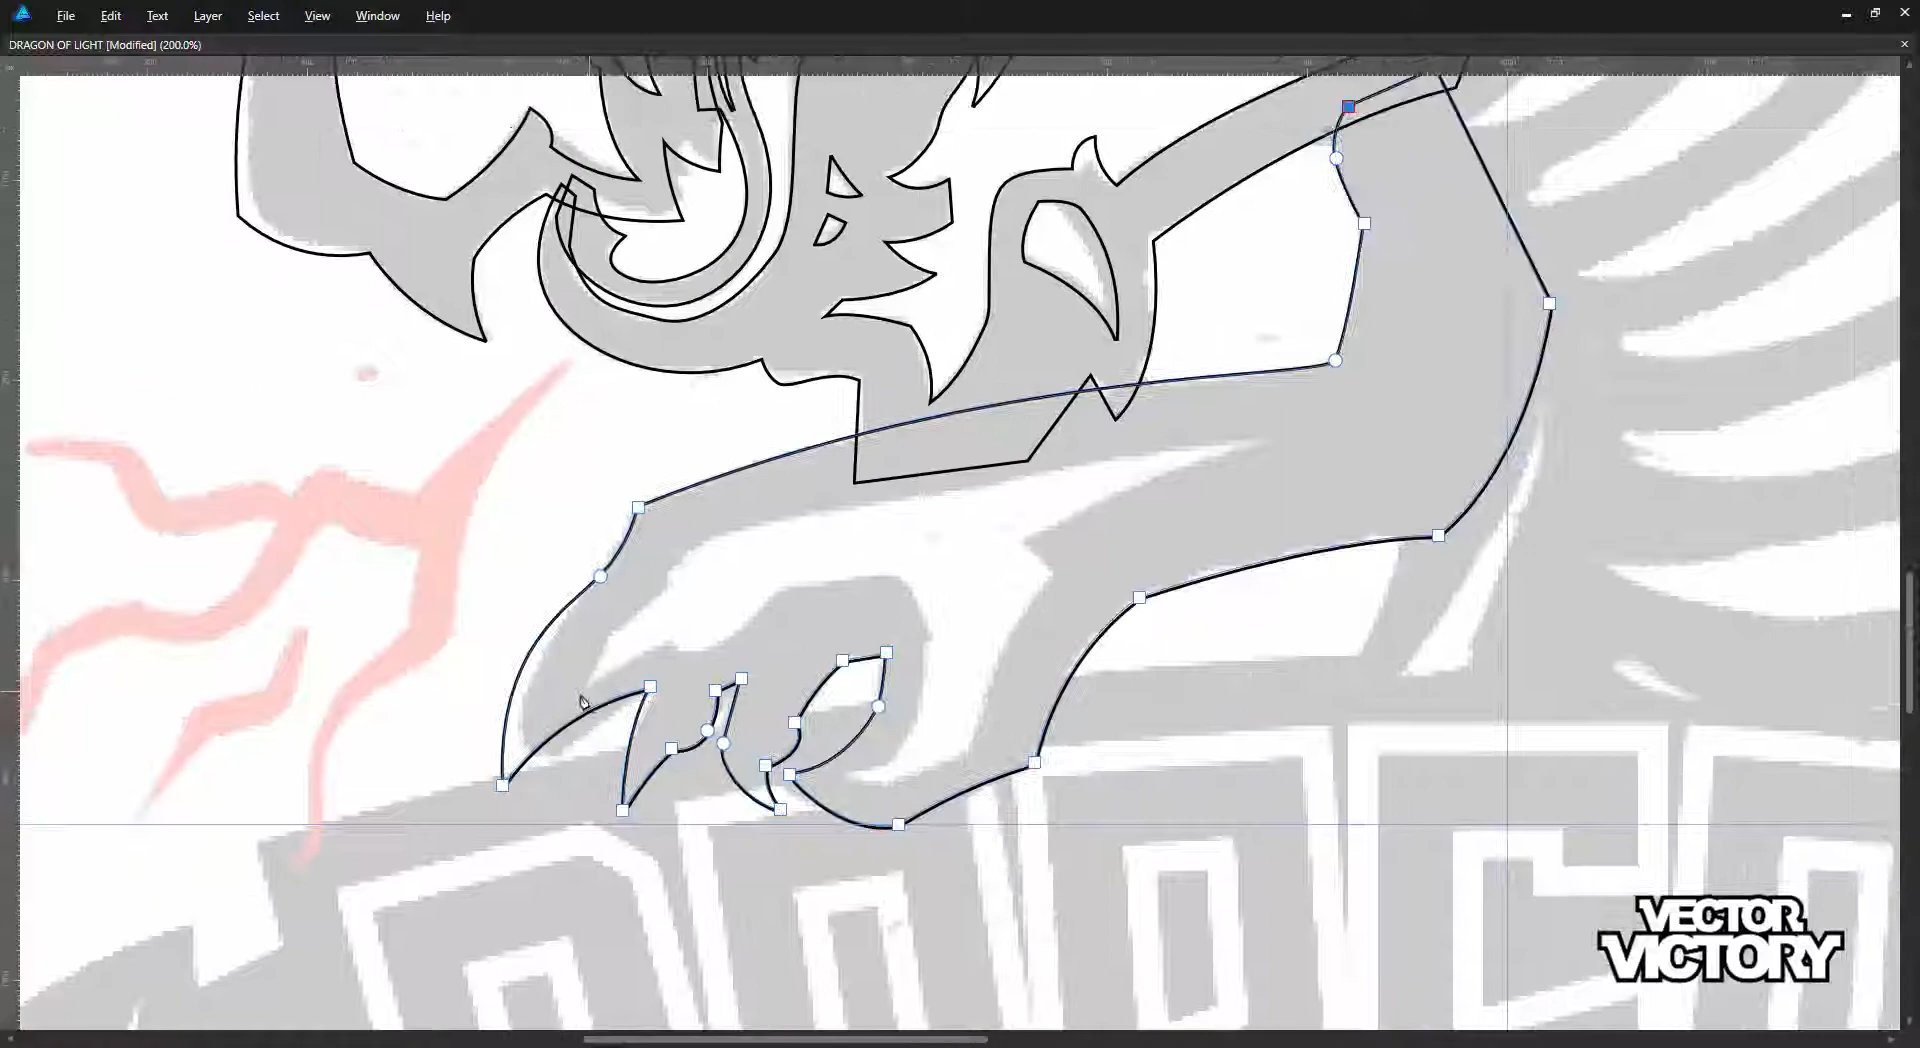 File Edit Text Layer Select View Window Help
DRAGON OF LIGHT [Modified] (200.0%)
VECTOR
VICTORY